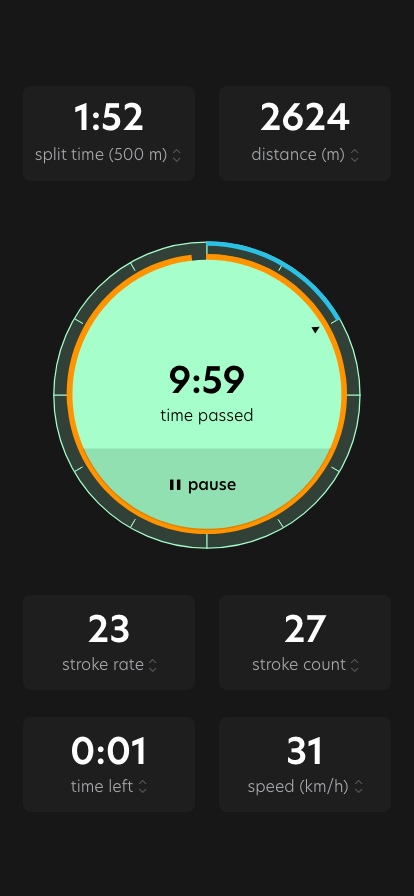 1:52
split time (500 m)
2624
distance (m)
9:59
time passed
pause
23
stroke rate
27
stroke count
0:01
time left
31
speed (km/h)